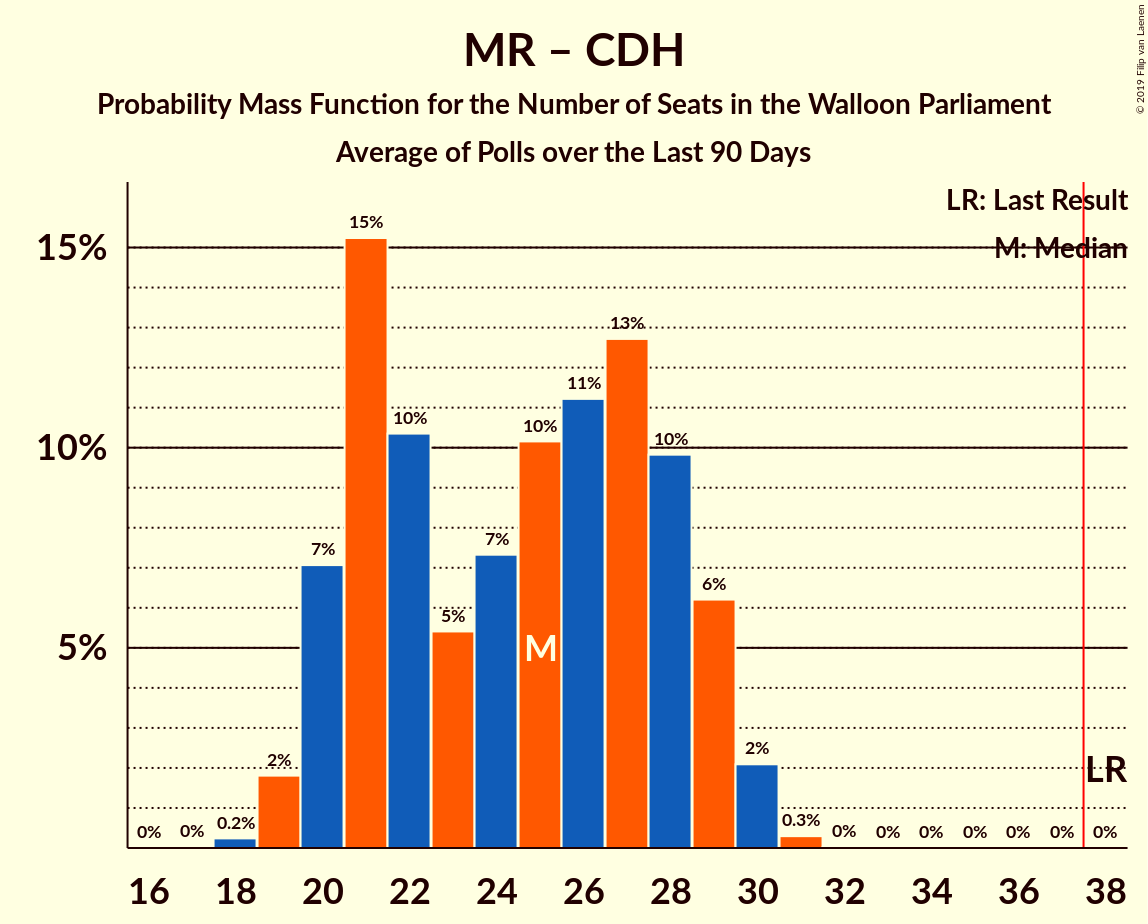 MR – CDH
Probability Mass Function for the Number of Seats in the Walloon Parliament
Average of Polls over the Last 90 Days
© 2019 Filip van Laenen
LR: Last Result
M: Median
15%
10%
5%
0%
0%
0.2%
2%
7%
15%
10%
5%
7%
10%
11%
13%
10%
6%
2%
0.3%
0%
0%
0%
0%
0%
0%
0%
M
LR
16 18 20 22 24 26 28 30 32 34 36 38